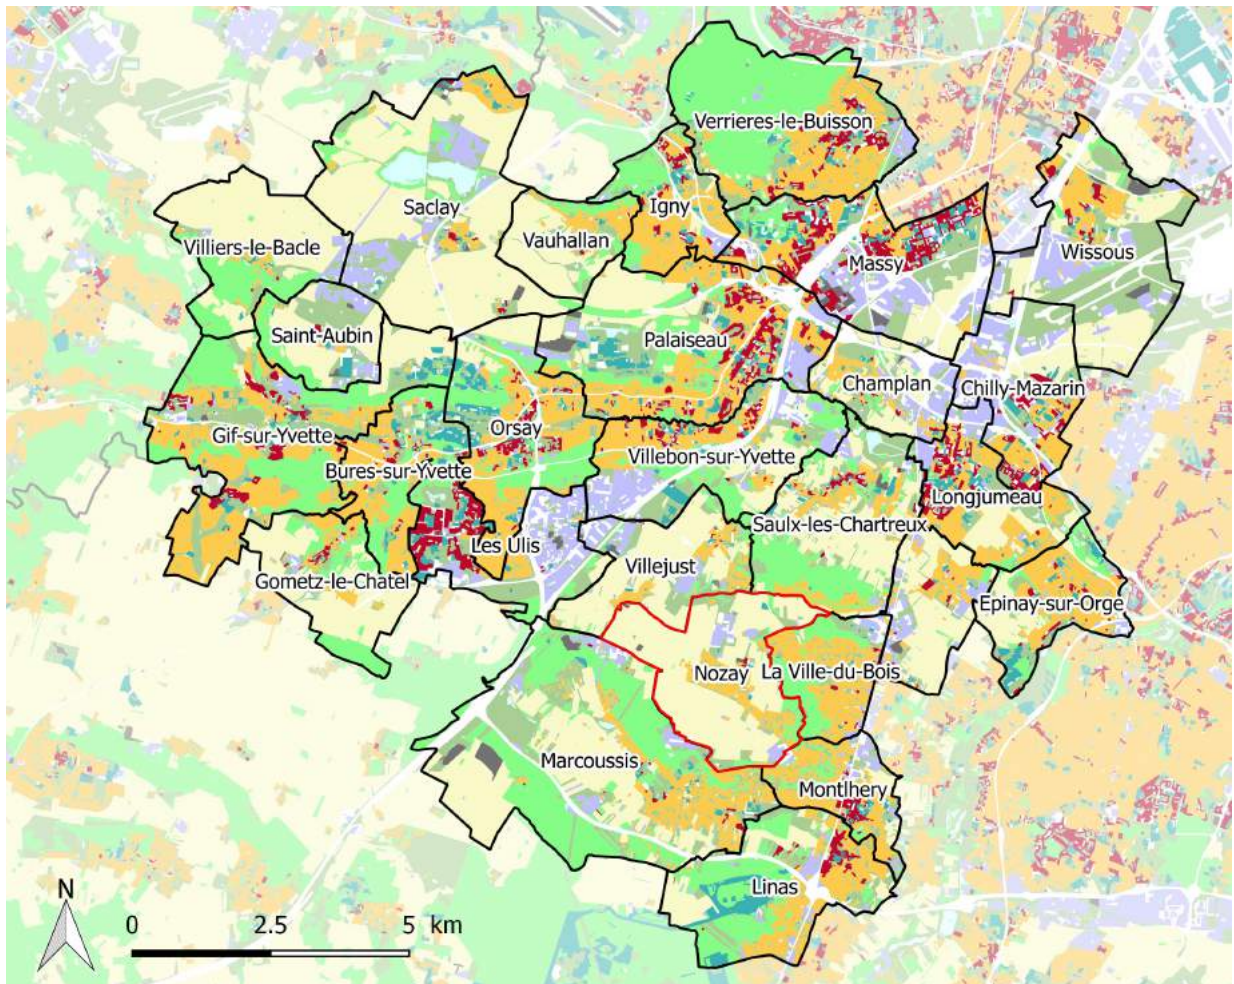 Verrieres-le-Buisson
Igny
Saclay
Vauhallan
Villiers-le-Bacle
Massy
Wissous
Saint-Aubin
Palaiseau
Champlan
Chilly-Mazarin
Gif-sur-Yvette
Orsay
Villebon-sur-Yvette
Bures-sur-Yvette
Longjumeau
Saulx-les-Chartreux
Les Ulis
Villejust
Gometz-le-Chatel
Epinay-sur-Orge
Nozay
La Ville-du-Bois
Marcoussis
Montlhery
Linas
N
0 2.5 5 km